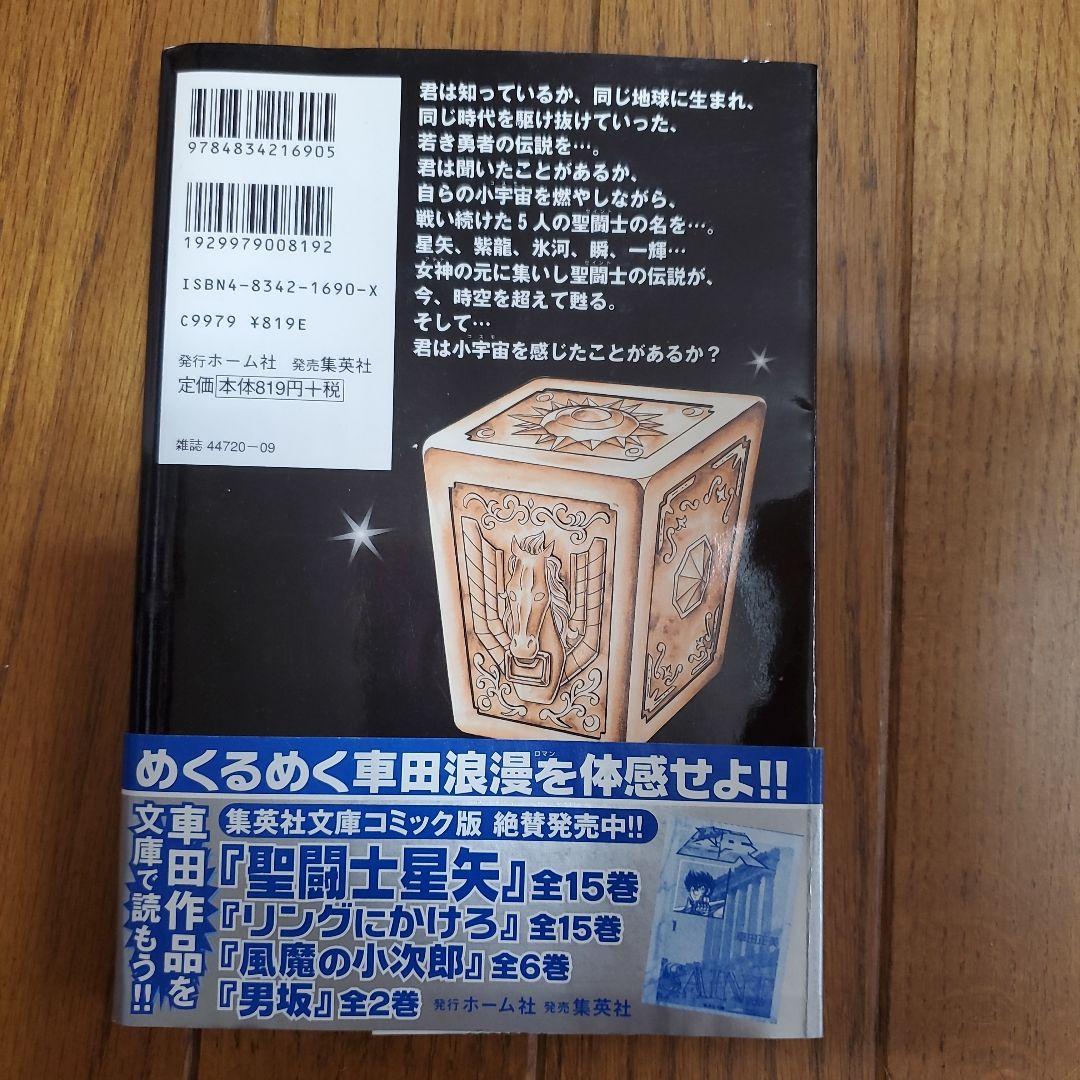 9784834216905
1929979008192
ISBN4-8342-1690-X
C9979 ¥819E
発行ホーム社 発売集英社
定価 本体819円＋税
雑誌 44720－09
君は知っているか、同じ地球に生まれ、
同じ時代を駆け抜けていった、
若き勇者の伝説を…。
君は聞いたことがあるか、
自らの小宇宙を燃やしながら、
戦い続けた5人の聖闘士の名を…。
星矢、紫龍、氷河、瞬、一輝…
女神の元に集いし聖闘士の伝説が、
今、時空を超えて甦る。
そして…
君は小宇宙を感じたことがあるか？
めくるめく車田浪漫を体感せよ!!
ロマン
車田作品を
文庫で読もう!!
集英社文庫コミック版 絶賛発売中!!
『聖闘士星矢』全15巻
『リングにかけろ』全15巻
『風魔の小次郎』全6巻
『男坂』全2巻
発行 ホーム社 発売 集英社